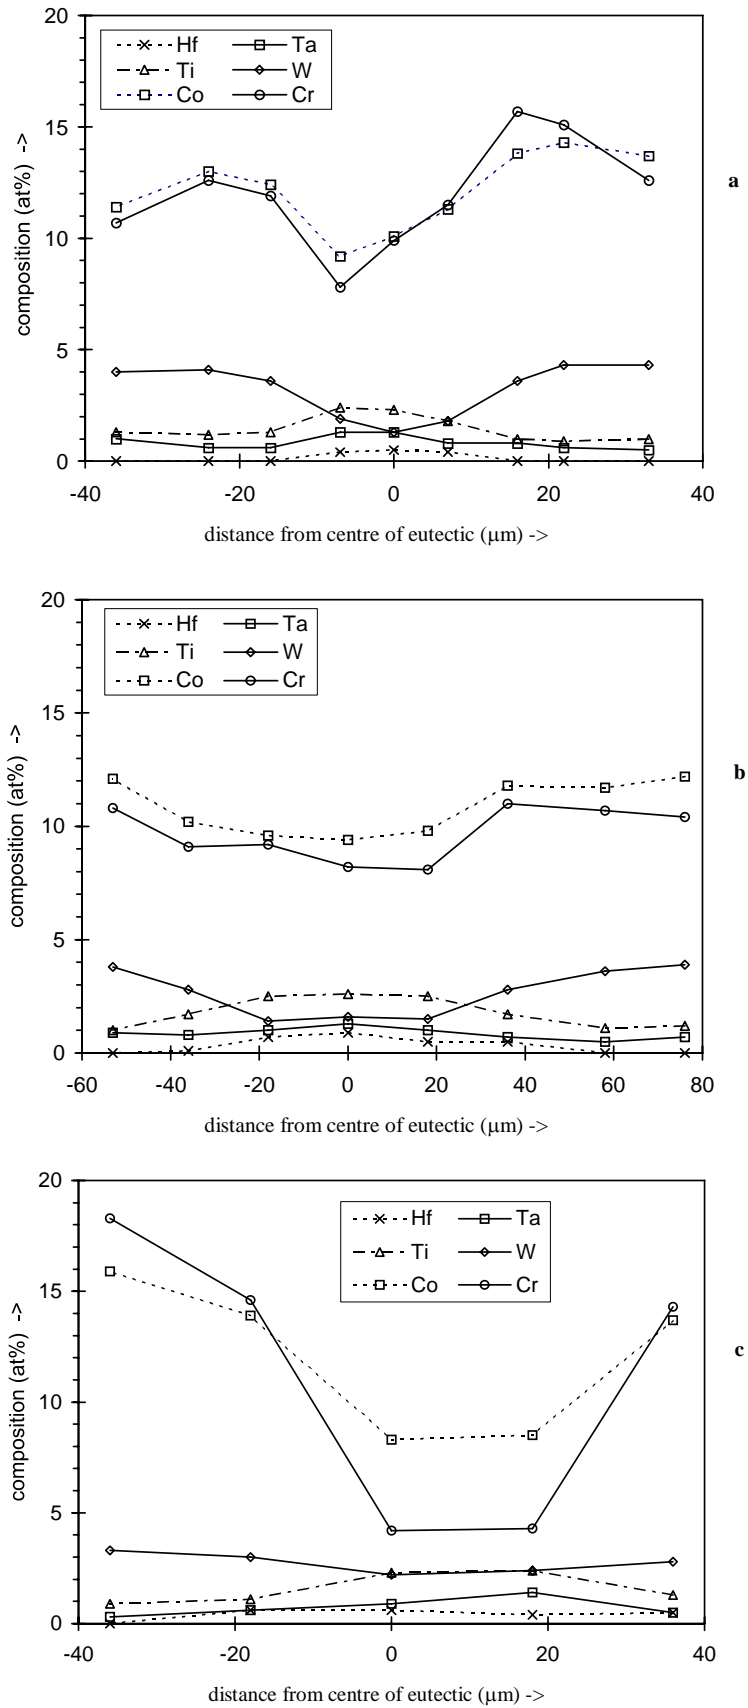 20
Hf Ta
Ti W
Co Cr
15
a
10
5
0
composition (at%) ->
-40 -20 0 20 40
distance from centre of eutectic (µm) ->
20
Hf Ta
Ti W
Co Cr
15
b
10
5
0
composition (at%) ->
-60 -40 -20 0 20 40 60 80
distance from centre of eutectic (µm) ->
20
Hf Ta
Ti W
Co Cr
15
c
10
5
0
composition (at%) ->
-40 -20 0 20 40
distance from centre of eutectic (µm) ->